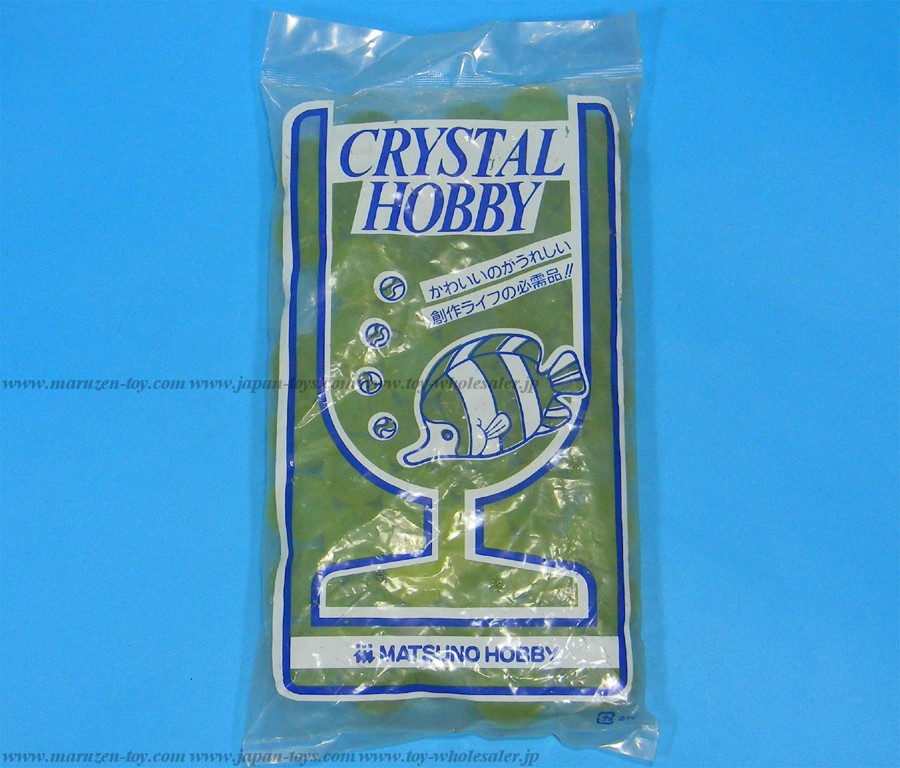 CRYSTAL
HOBBY
かわいいのがうれしい
創作ライフの必需品!!
www.maruzen-toy.com www.japan-toys.com www.toy-wholesaler.jp
MATSUNO HOBBY
プラ
www.maruzen-toy.com www.japan-toys.com www.toy-wholesaler.jp